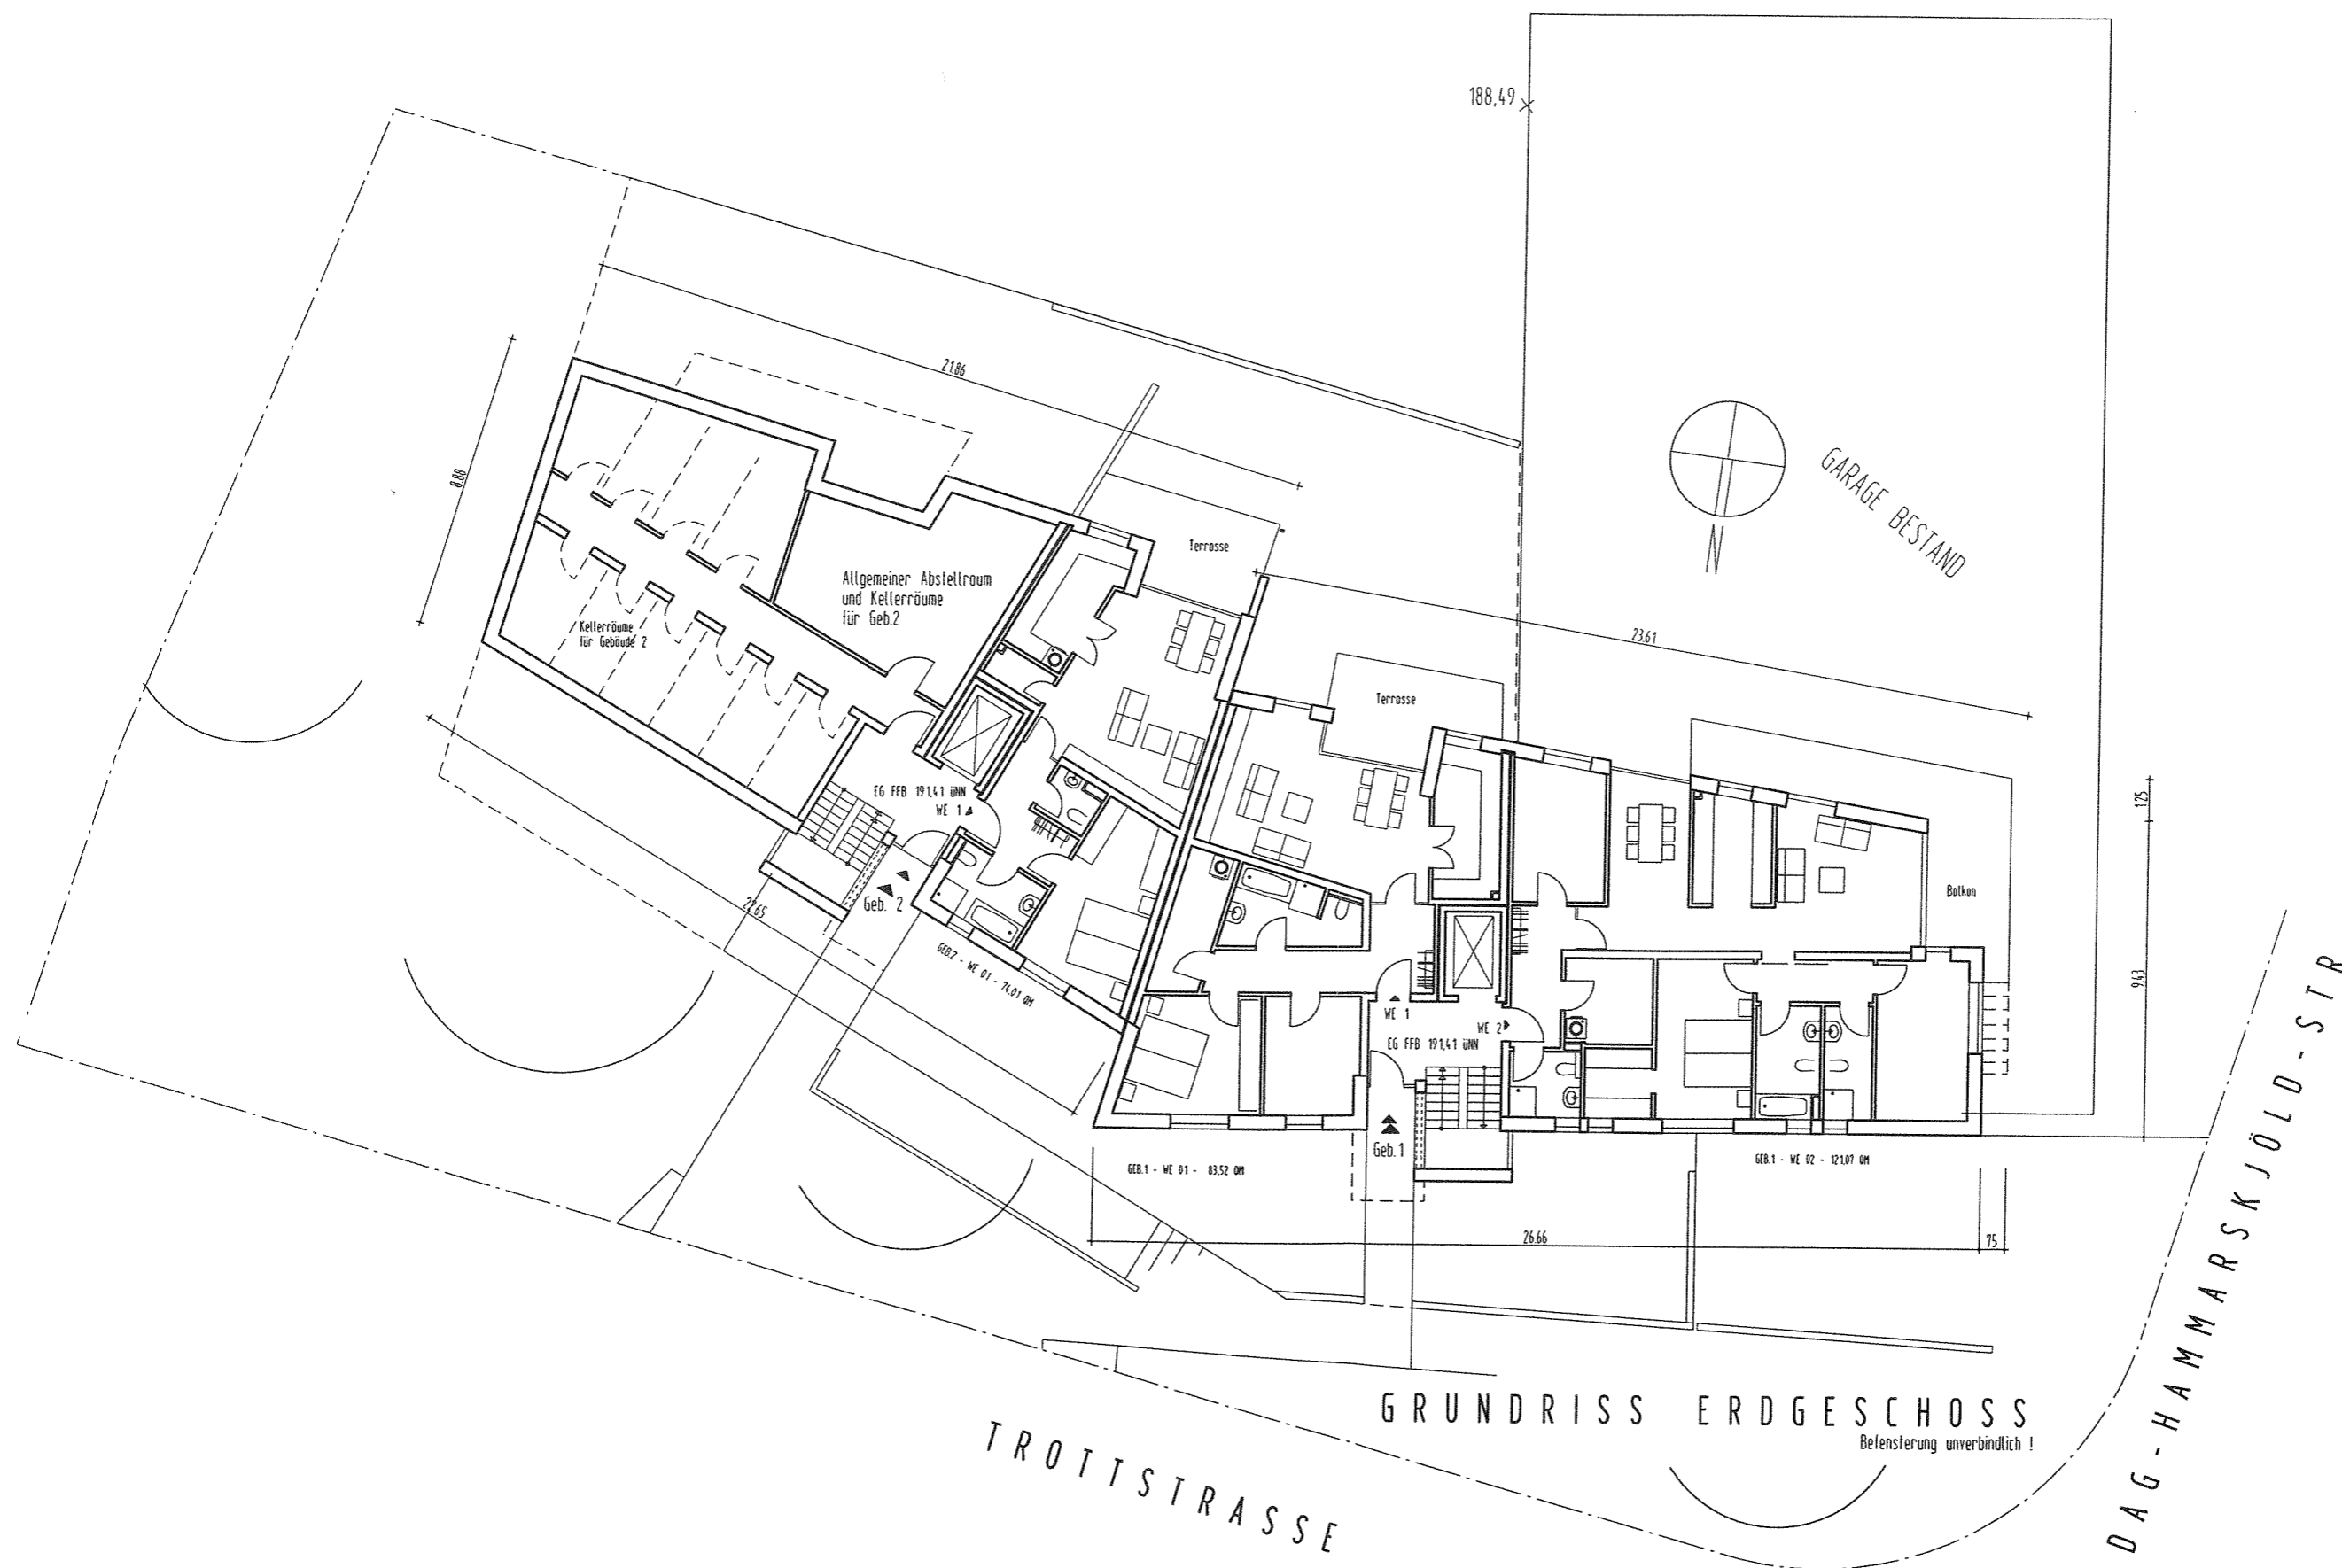 188,49
21.86
8.88
GARAGE BESTAND
N
Terrasse
Allgemeiner Abstellraum
und Kellerräume
für Geb.2
Kellerräume
für Gebäude 2
23.61
Terrasse
1.25
EG FFB 191,41 üNN
WE 1
Balkon
Geb. 2
22.65
GEB.2 - WE 01 - 74,01 QM
9.43
WE 1
WE 2
EG FFB 191,41 üNN
Geb.1
GEB.1 - WE 01 - 83,52 QM
GEB.1 - WE 02 - 121,07 QM
26.66
75
GRUNDRISS ERDGESCHOSS
Befensterung unverbindlich !
TROTTSTRASSE
DAG-HAMMARSKJÖLD-STR